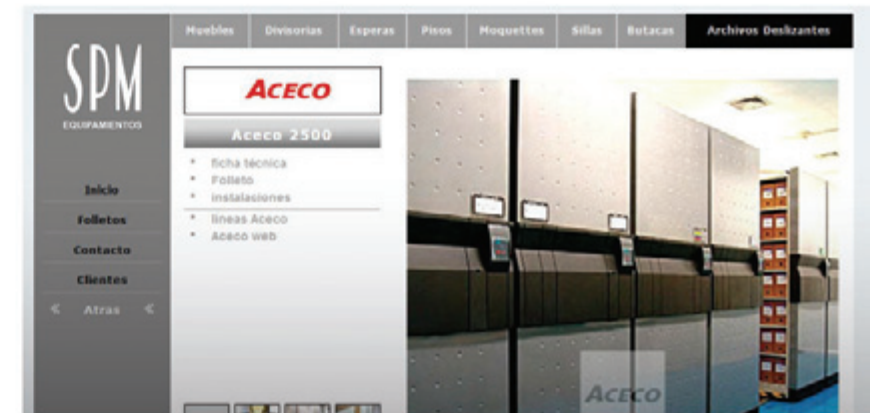 Muebles Divisorias Esperas Pisos Moquettes Sillas Butacas Archivos Deslizantes
SPM
EQUIPAMIENTOS
Inicio
Folletos
Contacto
Clientes
« Atras «
ACECO
Aceco 2500
ficha técnica
Folleto
instalaciones
lineas Aceco
Aceco web
ACECO